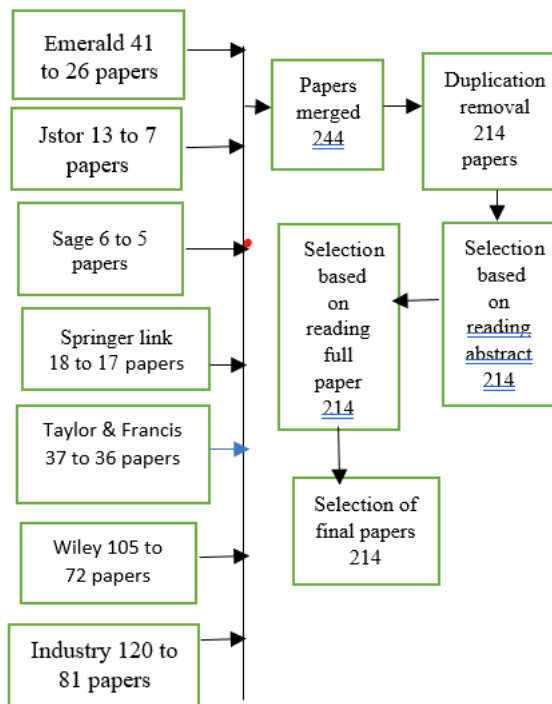 Emerald 41
to 26 papers
Jstor 13 to 7
papers
Sage 6 to 5
papers
Springer link
18 to 17 papers
Taylor & Francis
37 to 36 papers
Wiley 105 to
72 papers
Industry 120 to
81 papers
Papers
merged
244
Duplication
removal
214
papers
Selection
based
on
reading
abstract
214
Selection
based
on
reading
full
paper
214
Selection of
final papers
214